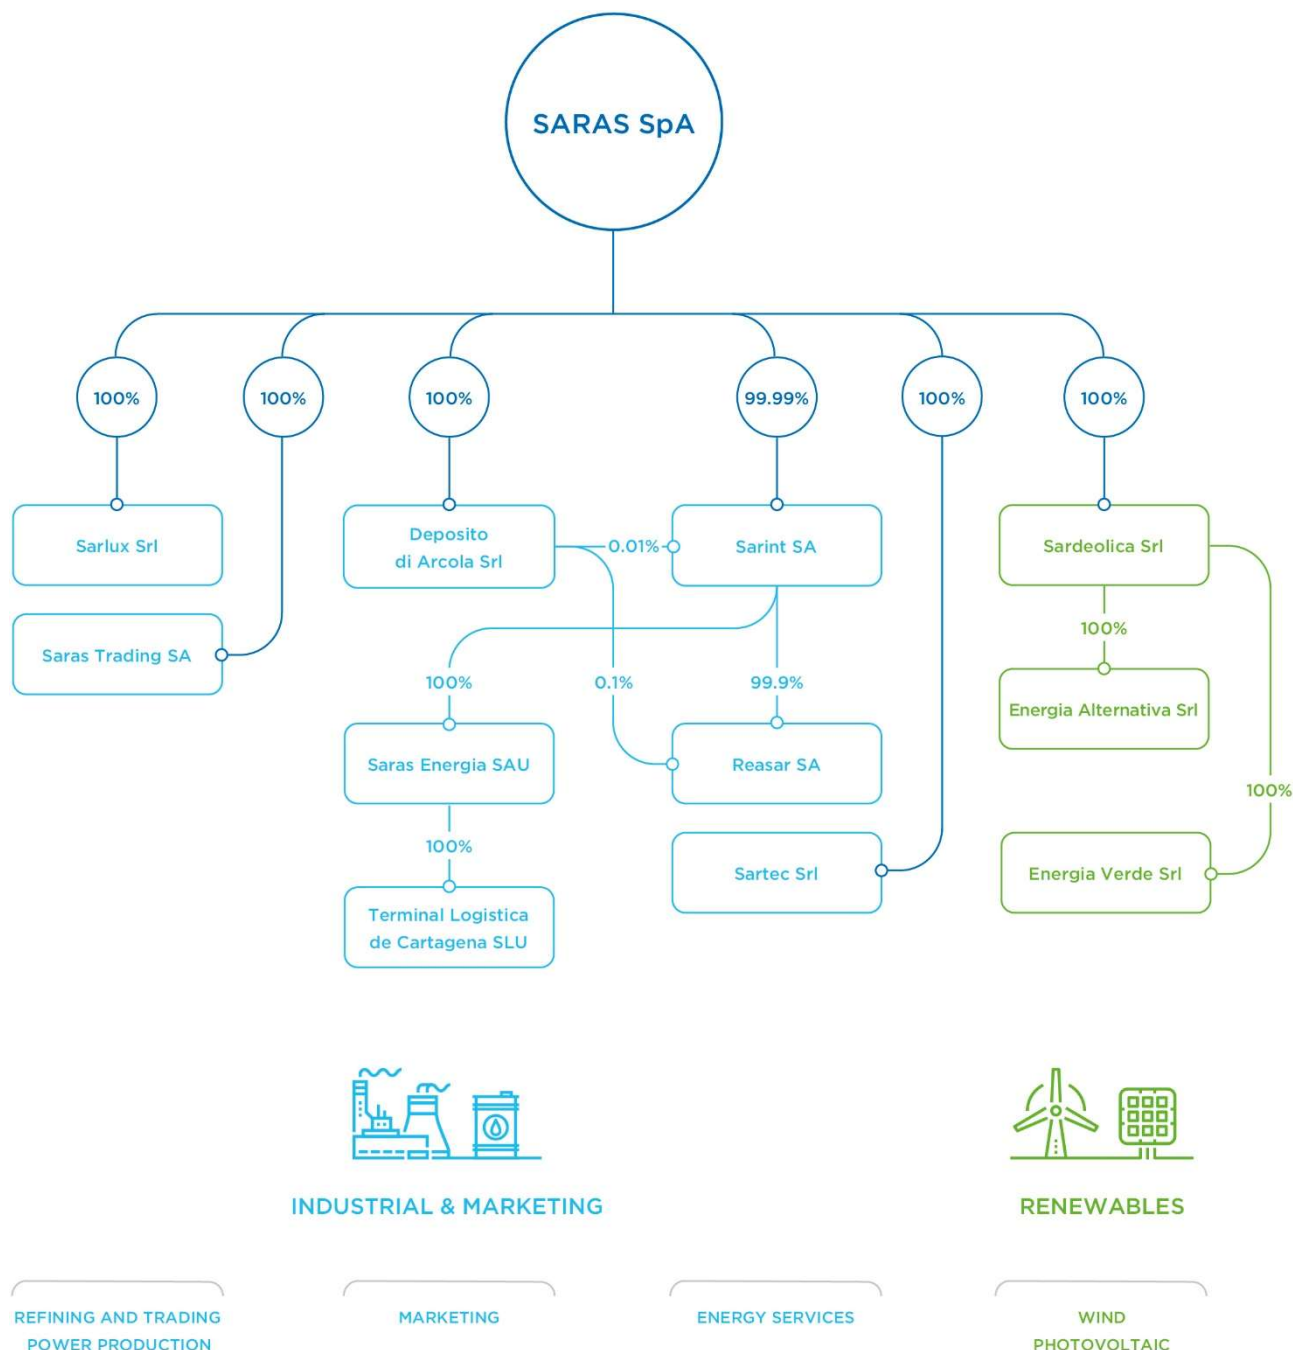 SARAS SpA
100%
100%
100%
99.99%
100%
100%
Sarlux Srl
Deposito
di Arcola Srl
0.01%
Sarint SA
Sardeolica Srl
Saras Trading SA
100%
0.1%
99.9%
100%
Energia Alternativa Srl
Saras Energia SAU
Reasar SA
100%
100%
Sartec Srl
Energia Verde Srl
Terminal Logistica
de Cartagena SLU
INDUSTRIAL & MARKETING
RENEWABLES
REFINING AND TRADING
POWER PRODUCTION
MARKETING
ENERGY SERVICES
WIND
PHOTOVOLTAIC